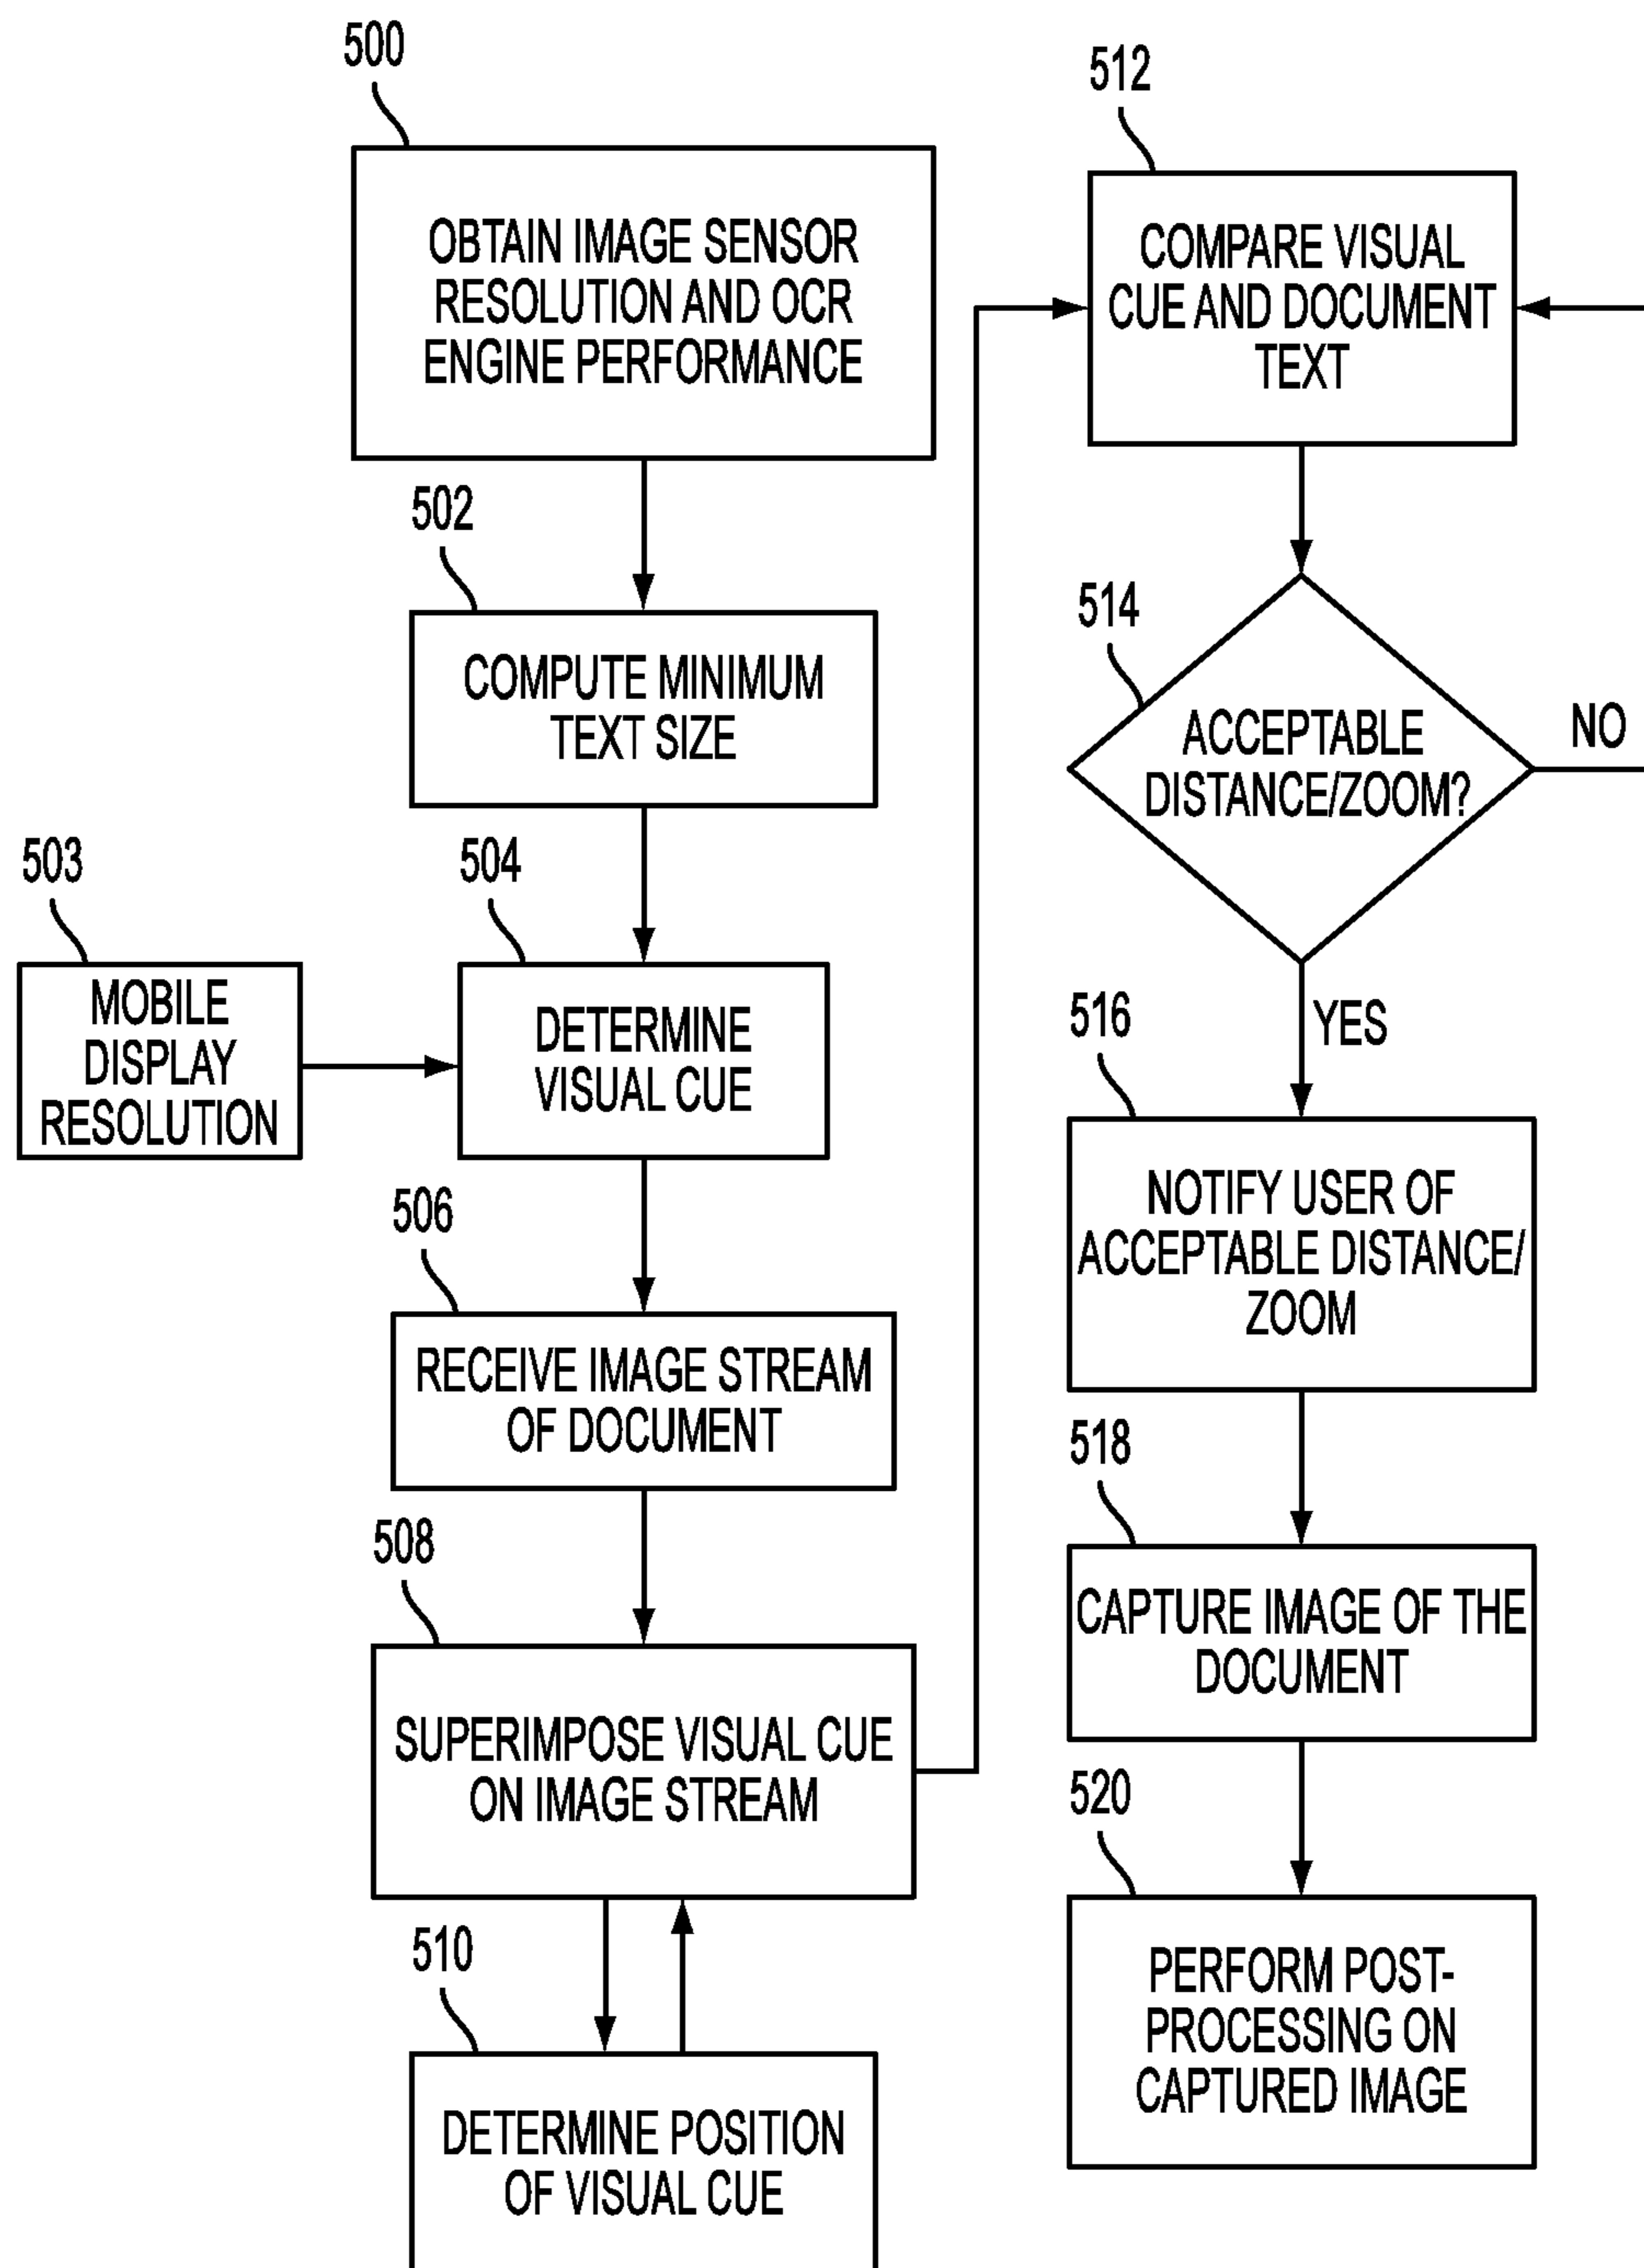 500
OBTAIN IMAGE SENSOR
RESOLUTION AND OCR
ENGINE PERFORMANCE
502
COMPUTE MINIMUM
TEXT SIZE
503
MOBILE
DISPLAY
RESOLUTION
504
DETERMINE
VISUAL CUE
506
RECEIVE IMAGE STREAM
OF DOCUMENT
508
SUPERIMPOSE VISUAL CUE
ON IMAGE STREAM
510
DETERMINE POSITION
OF VISUAL CUE
512
COMPARE VISUAL
CUE AND DOCUMENT
TEXT
514
ACCEPTABLE
DISTANCE/ZOOM?
NO
YES
516
NOTIFY USER OF
ACCEPTABLE DISTANCE/
ZOOM
518
CAPTURE IMAGE OF THE
DOCUMENT
520
PERFORM POST-
PROCESSING ON
CAPTURED IMAGE